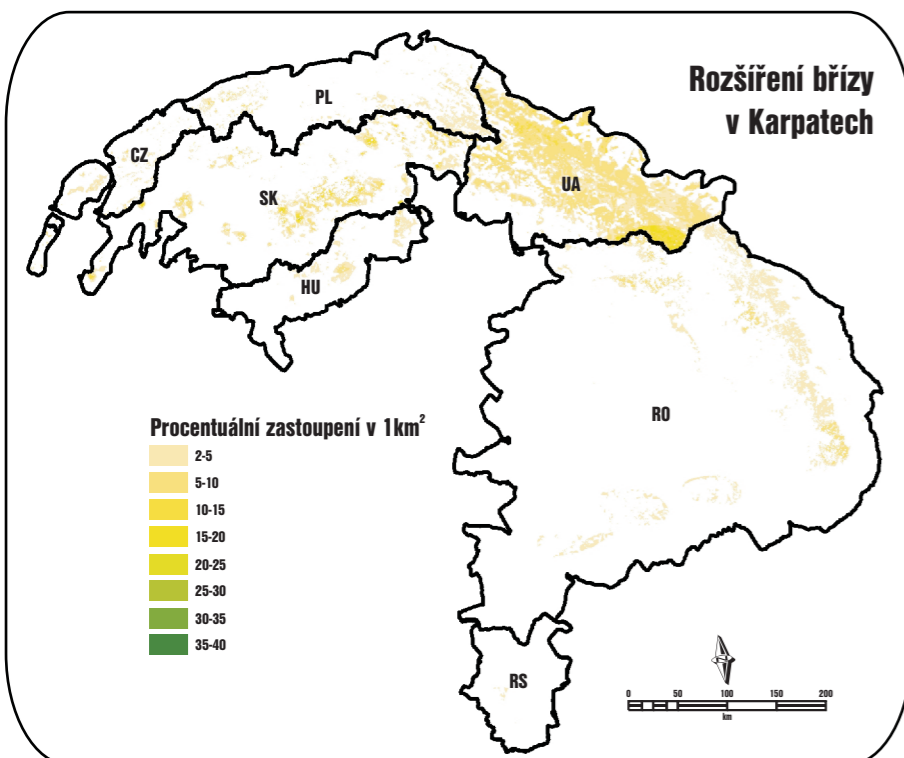 Rozšíření břízy
v Karpatech
PL
CZ
SK
UA
HU
RO
RS
Procentuální zastoupení v 1km²
2-5
5-10
10-15
15-20
20-25
25-30
30-35
35-40
0 50 100 150 200
km